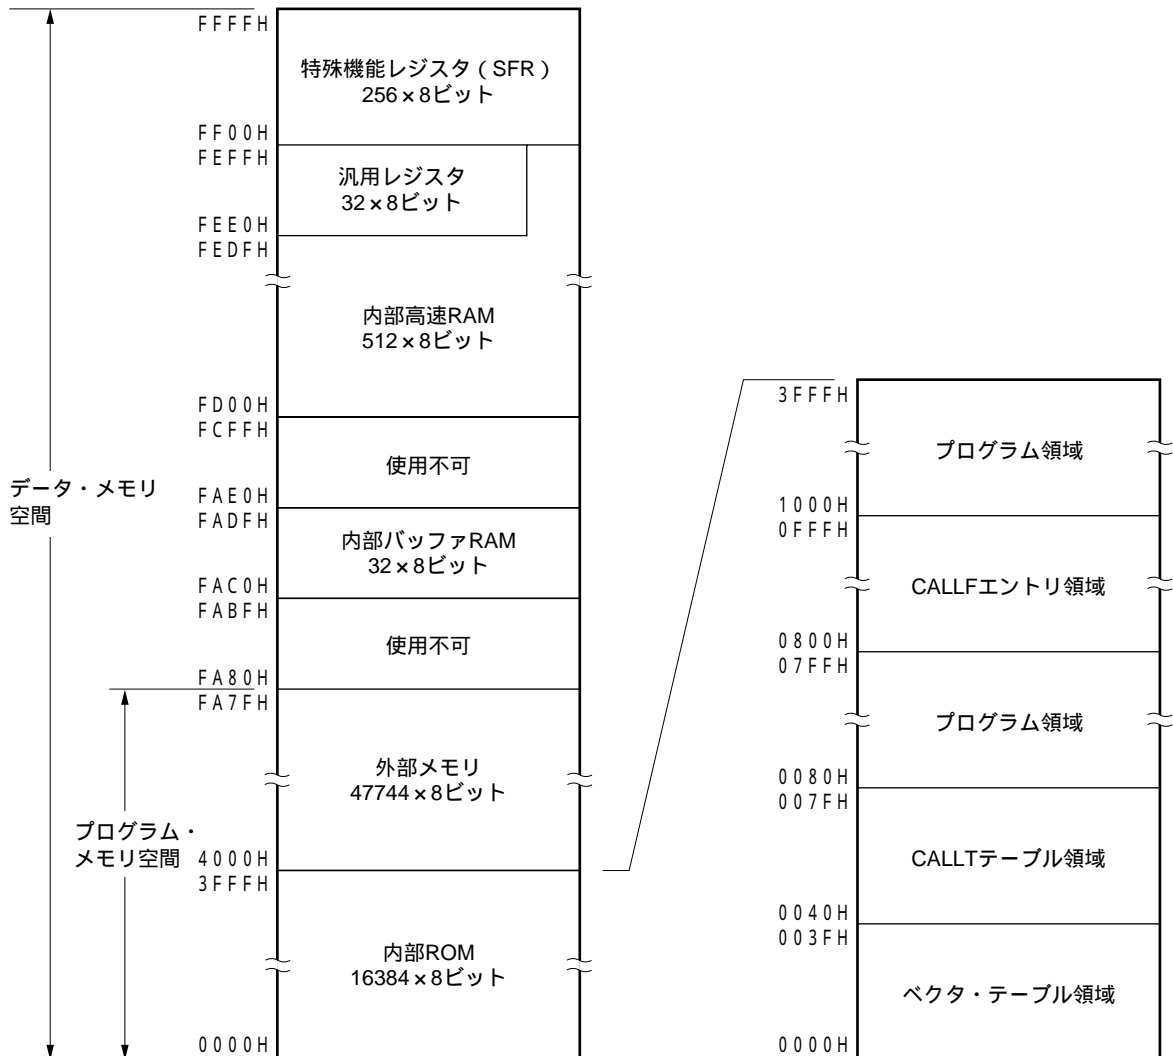 FFFFH
特殊機能レジスタ(SFR)
256×8ビット
FF00H
FEFFH
汎用レジスタ
32×8ビット
FEE0H
FEDFH
内部高速RAM
512×8ビット
FD00H
FCFFH
使用不可
データ・メモリ
空間
FAE0H
FADFH
内部バッファRAM
32×8ビット
FAC0H
FABFH
使用不可
FA80H
FA7FH
外部メモリ
47744×8ビット
プログラム・
メモリ空間
4000H
3FFFH
内部ROM
16384×8ビット
0000H
3FFFH
プログラム領域
1000H
0FFFH
CALLFエントリ領域
0800H
07FFH
プログラム領域
0080H
007FH
CALLTテーブル領域
0040H
003FH
ベクタ・テーブル領域
0000H